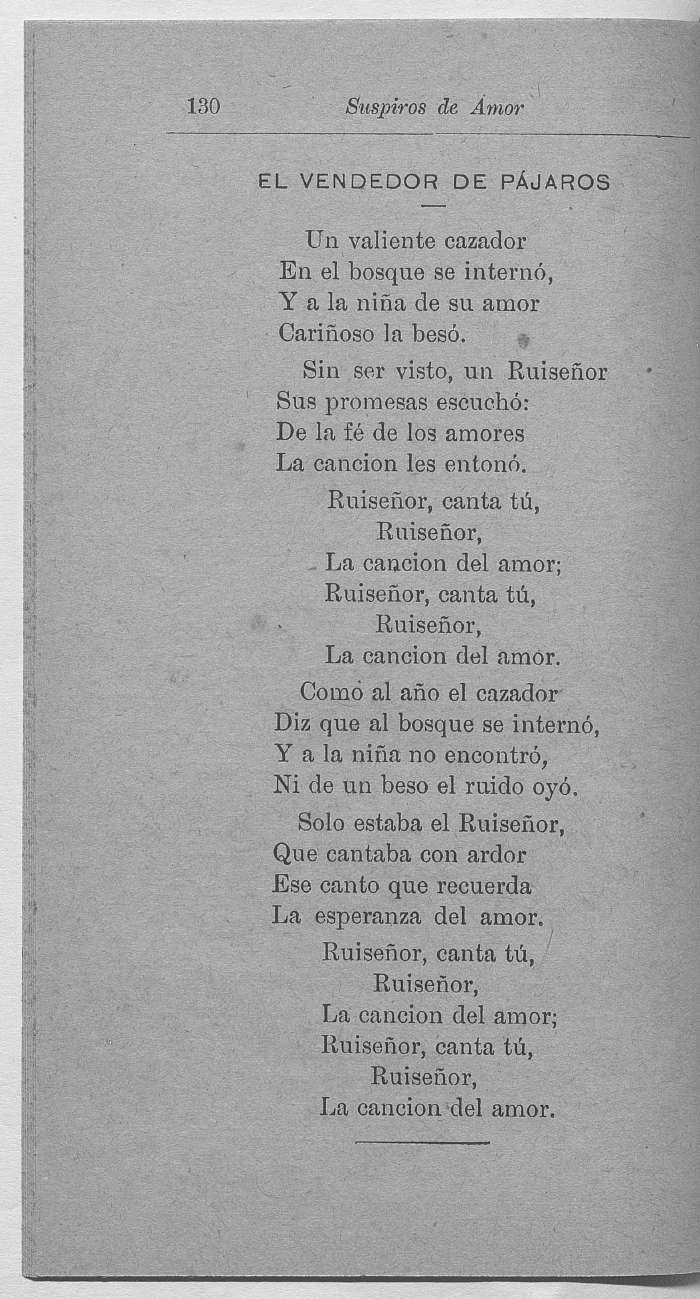 130 Suspiros de Amor
EL VENDEDOR DE PÁJAROS
Un valiente cazador
En el bosque se internó,
Y a la niña de su amor
Cariñoso la besó.
Sin ser visto, un Ruiseñor
Sus promesas escuchó:
De la fé de los amores
La cancion les entonó.
Ruiseñor, canta tú,
Ruiseñor,
La cancion del amor;
Ruiseñor, canta tú,
Ruiseñor,
La cancion del amor.
Como al año el cazador
Diz que al bosque se internó,
Y a la niña no encontró,
Ni de un beso el ruido oyó.
Solo estaba el Ruiseñor,
Que cantaba con ardor
Ese canto que recuerda
La esperanza del amor.
Ruiseñor, canta tú,
Ruiseñor,
La cancion del amor;
Ruiseñor, canta tú,
Ruiseñor,
La cancion del amor.